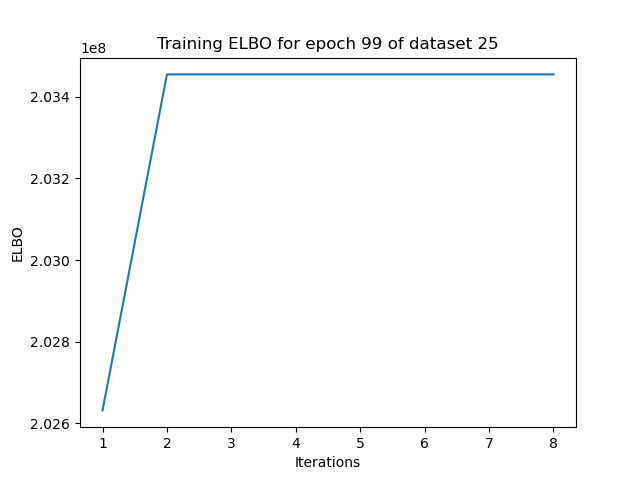 Training ELBO for epoch 99 of dataset 25
1e8
2.034
2.032
2.030
2.028
2.026
ELBO
1 2 3 4 5 6 7 8
Iterations